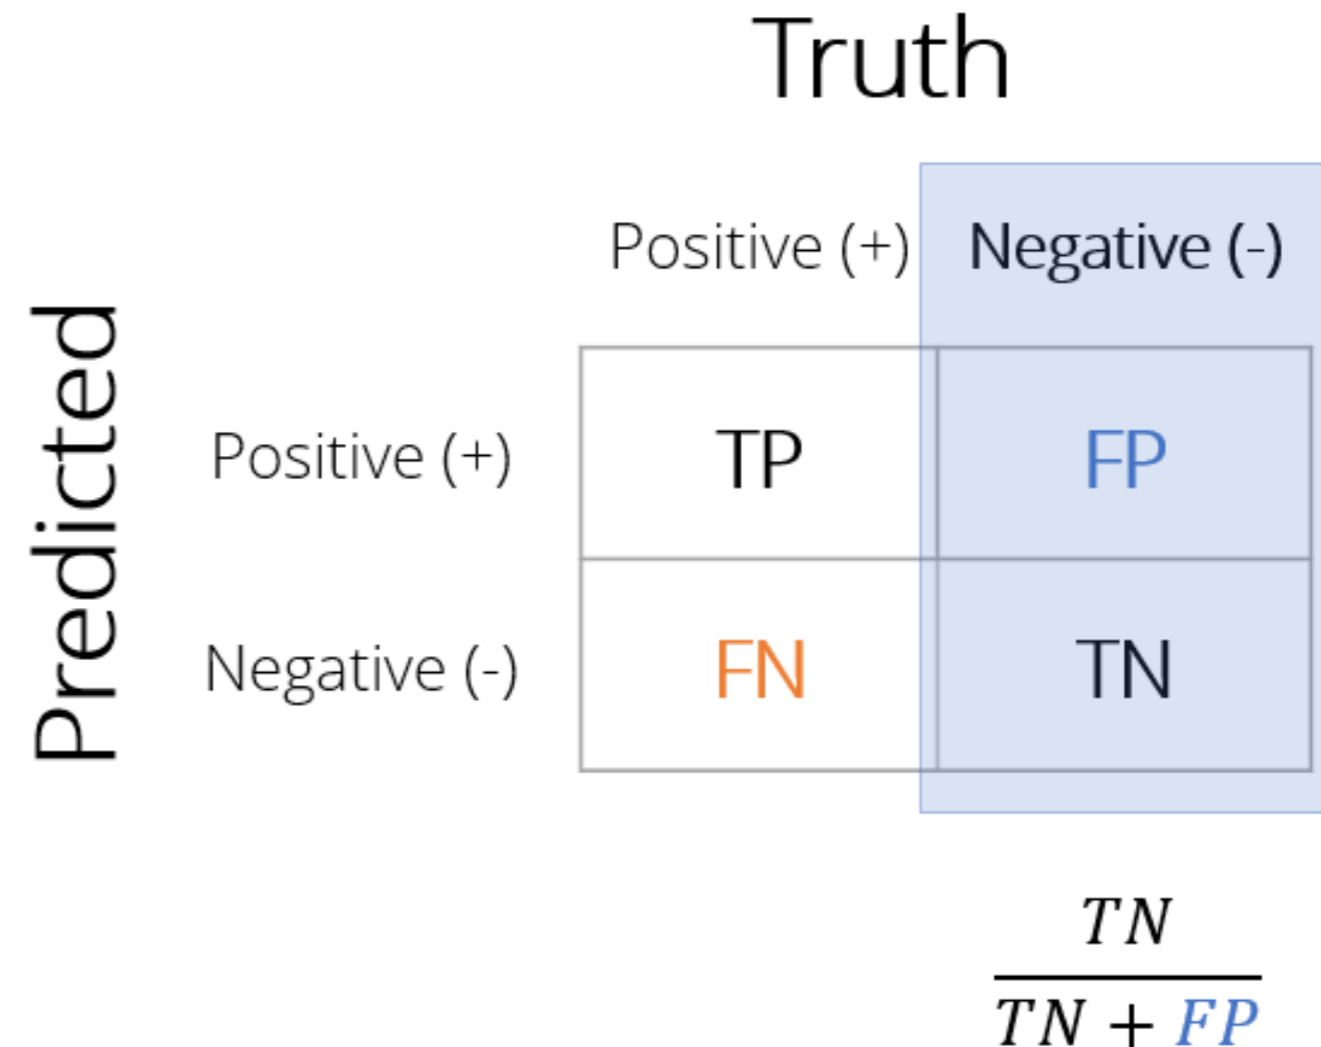 Truth
Positive (+) Negative (-)
Predicted
Positive (+) TP FP
Negative (-) FN TN
TN
TN + FP